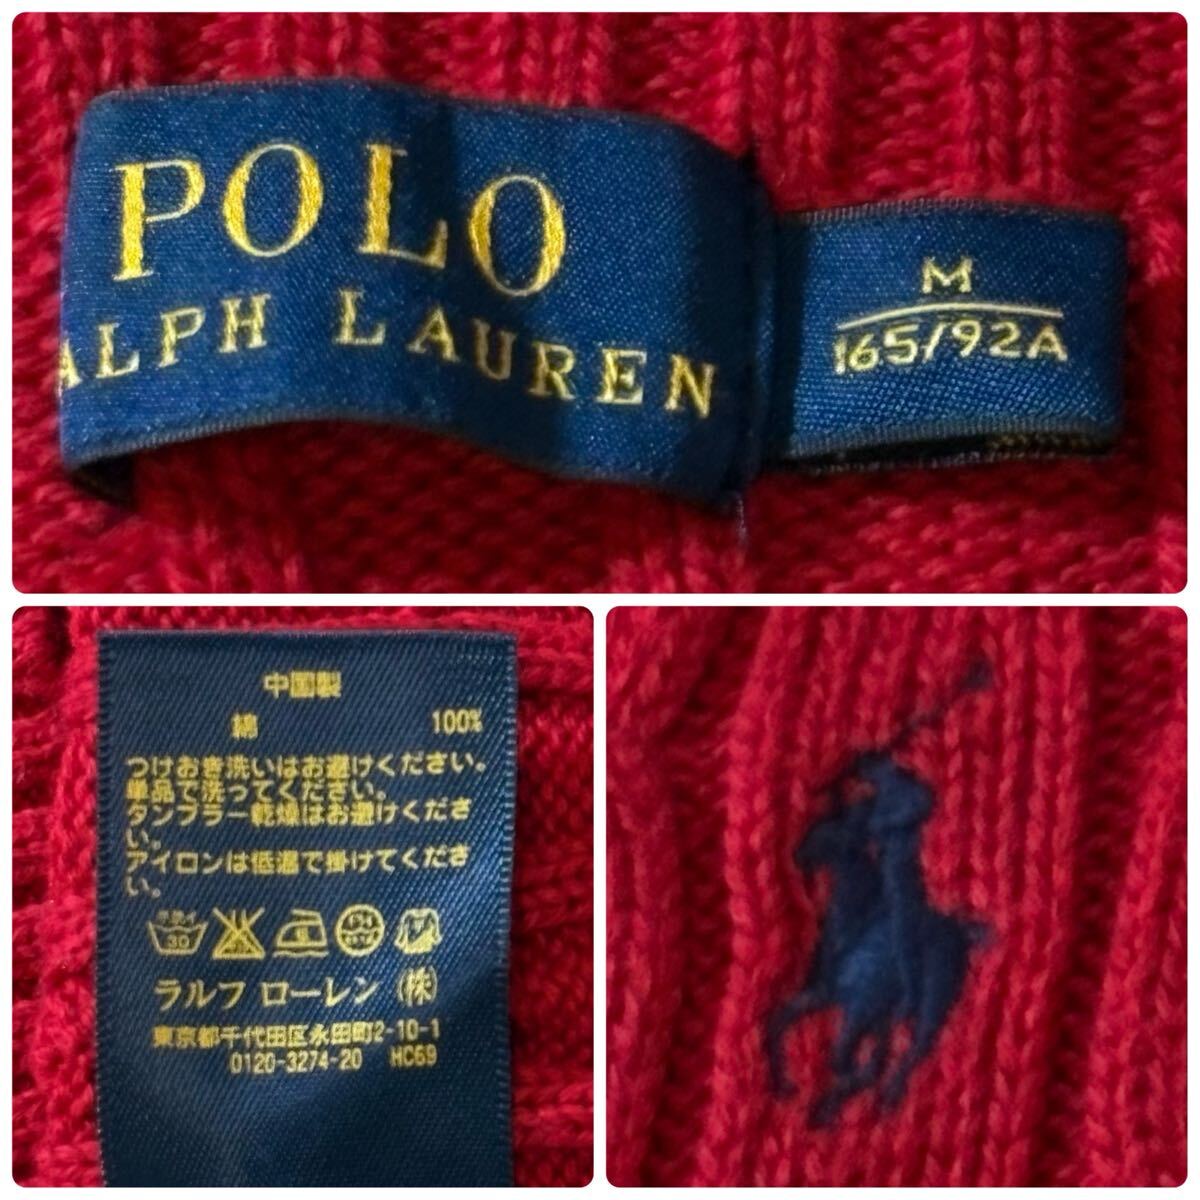 POLO
ALPH LAUREN
M
165/92A
中国製
綿 100%
つけおき洗いはお避けください。
単品で洗ってください。
タンブラー乾燥はお避けくださ
い。
アイロンは低温で掛けてくださ
い。
手洗イ
30
ラルフ ローレン (株)
東京都千代田区永田町2-10-1
0120-3274-20 HC69